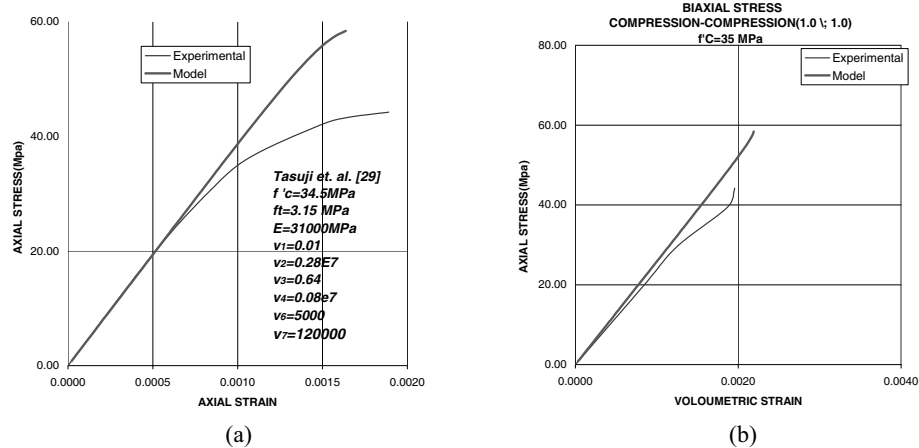 60.00
40.00
20.00
0.00
0.0000
0.0005
0.0010
0.0015
0.0020
AXIAL STRESS(Mpa)
AXIAL STRAIN
Experimental
Model
Tasuji et. al. [29]
f 'c=34.5MPa
ft=3.15 MPa
E=31000MPa
v1=0.01
v2=0.28E7
v3=0.64
v4=0.08e7
v6=5000
v7=120000
(a)
BIAXIAL STRESS
COMPRESSION-COMPRESSION(1.0 \; 1.0)
f'C=35 MPa
80.00
60.00
40.00
20.00
0.00
0.0000
0.0020
0.0040
AXIAL STRESS(Mpa)
VOLOUMETRIC STRAIN
Experimental
Model
(b)